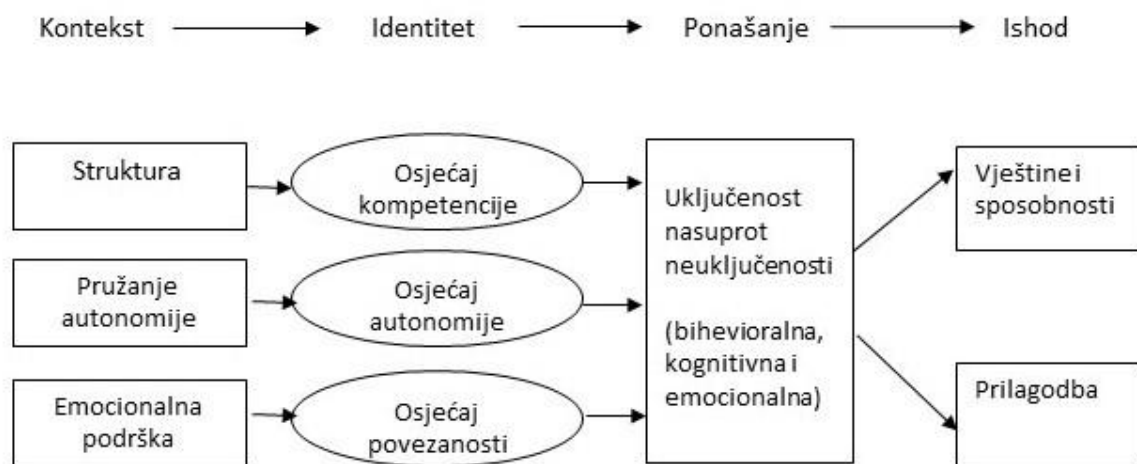 Kontekst
Identitet
Ponašanje
Ishod
Struktura
Osjećaj
kompetencije
Pružanje
autonomije
Osjećaj
autonomije
Emocionalna
podrška
Osjećaj
povezanosti
Uključenost
nasuprot
neuključenosti
(bihevioralna,
kognitivna i
emocionalna)
Vještine i
sposobnosti
Prilagodba